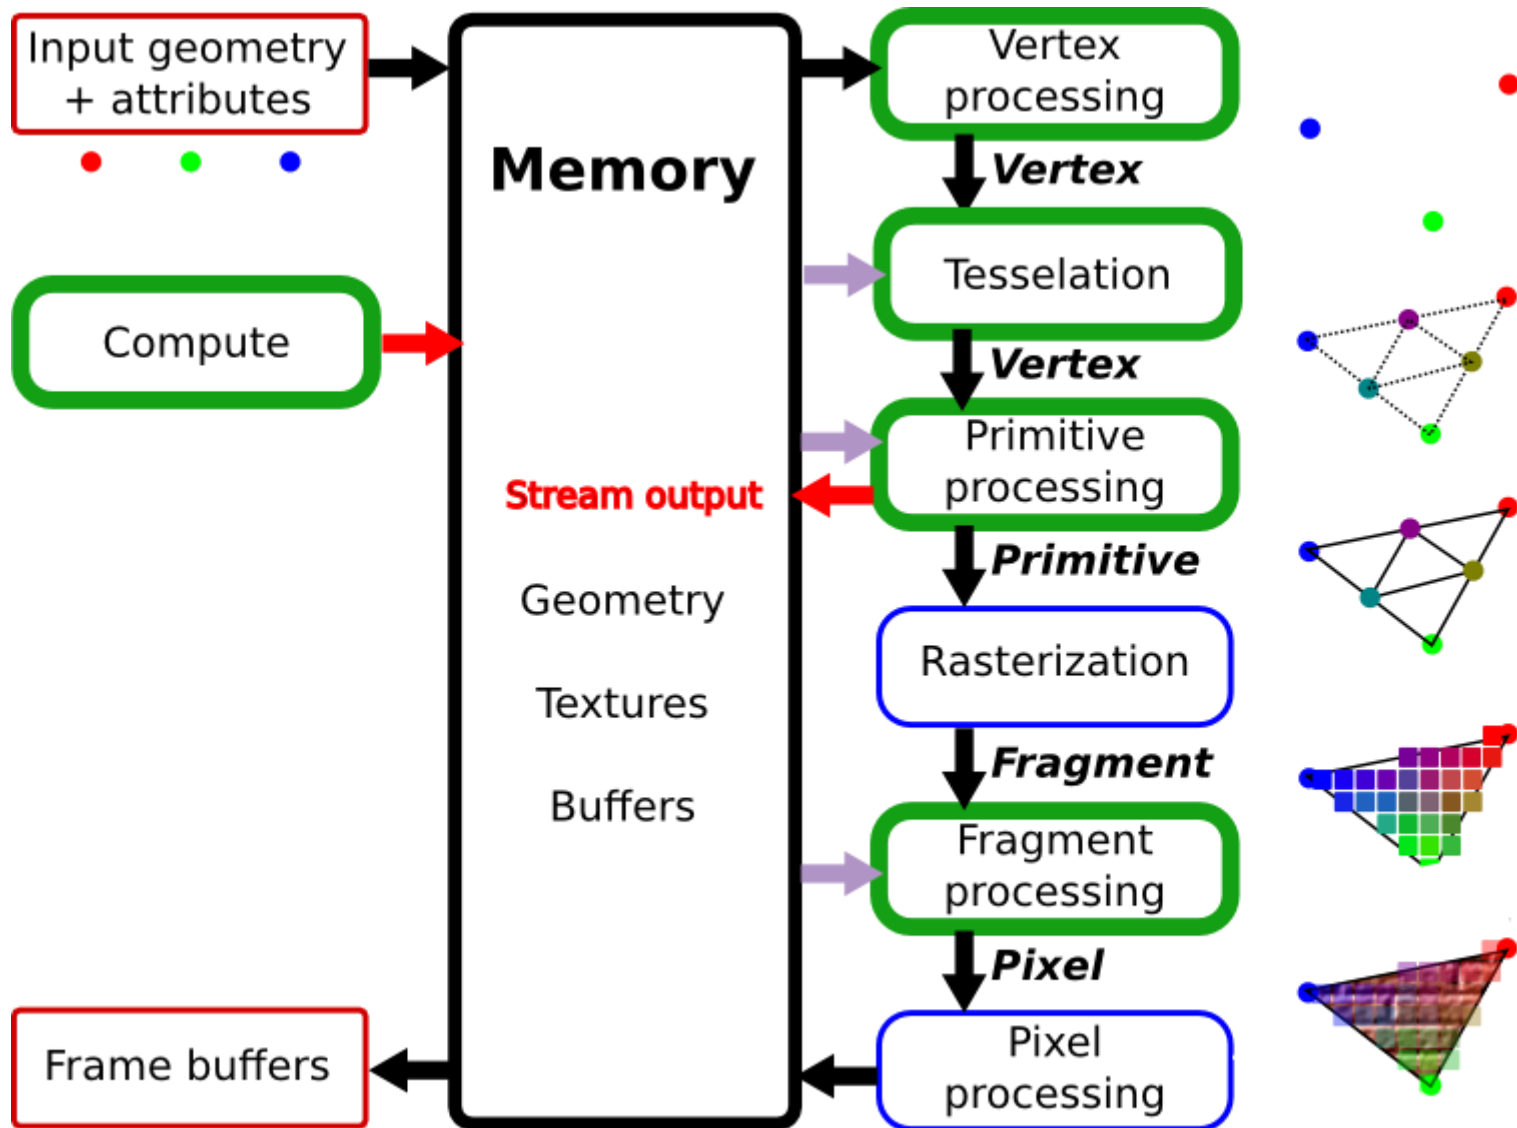 Input geometry
+ attributes
Compute
Frame buffers
Memory
Stream output
Geometry
Textures
Buffers
Vertex
processing
Vertex
Tesselation
Vertex
Primitive
processing
Primitive
Rasterization
Fragment
Fragment
processing
Pixel
Pixel
processing